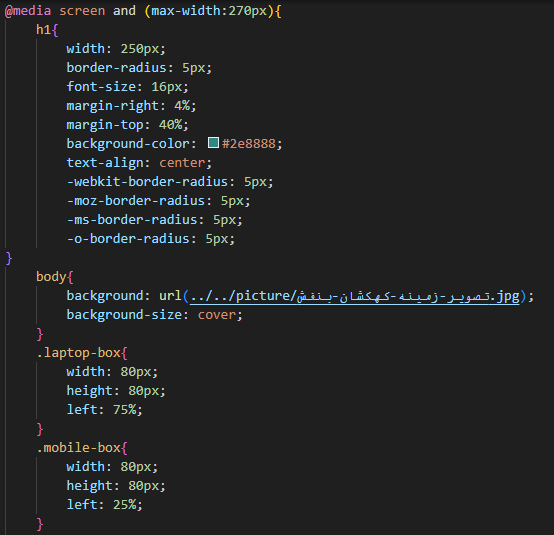 @media screen and (max-width:270px){
h1{
width: 250px;
border-radius: 5px;
font-size: 16px;
margin-right: 4%;
margin-top: 40%;
background-color: #2e8888;
text-align: center;
-webkit-border-radius: 5px;
-moz-border-radius: 5px;
-ms-border-radius: 5px;
-o-border-radius: 5px;
}
body{
background: url(../../picture/تصویر-زمینه-کهکشان-بنفش.jpg);
background-size: cover;
}
.laptop-box{
width: 80px;
height: 80px;
left: 75%;
}
.mobile-box{
width: 80px;
height: 80px;
left: 25%;
}